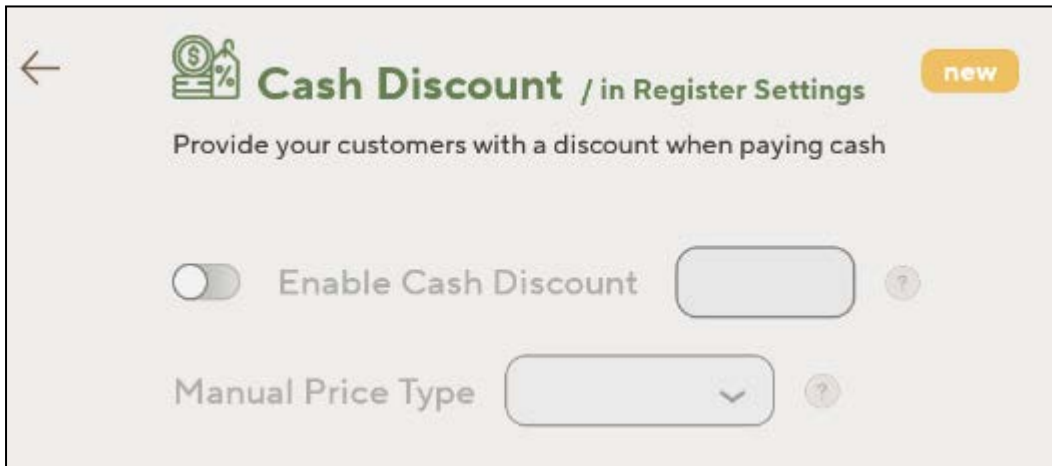 Cash Discount / in Register Settings new
Provide your customers with a discount when paying cash
Enable Cash Discount ?
Manual Price Type ?